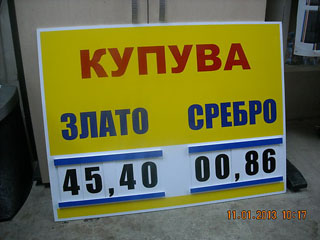 КУПУВА
ЗЛАТО СРЕБРО
45,40 00,86
11-01-2013 10:17